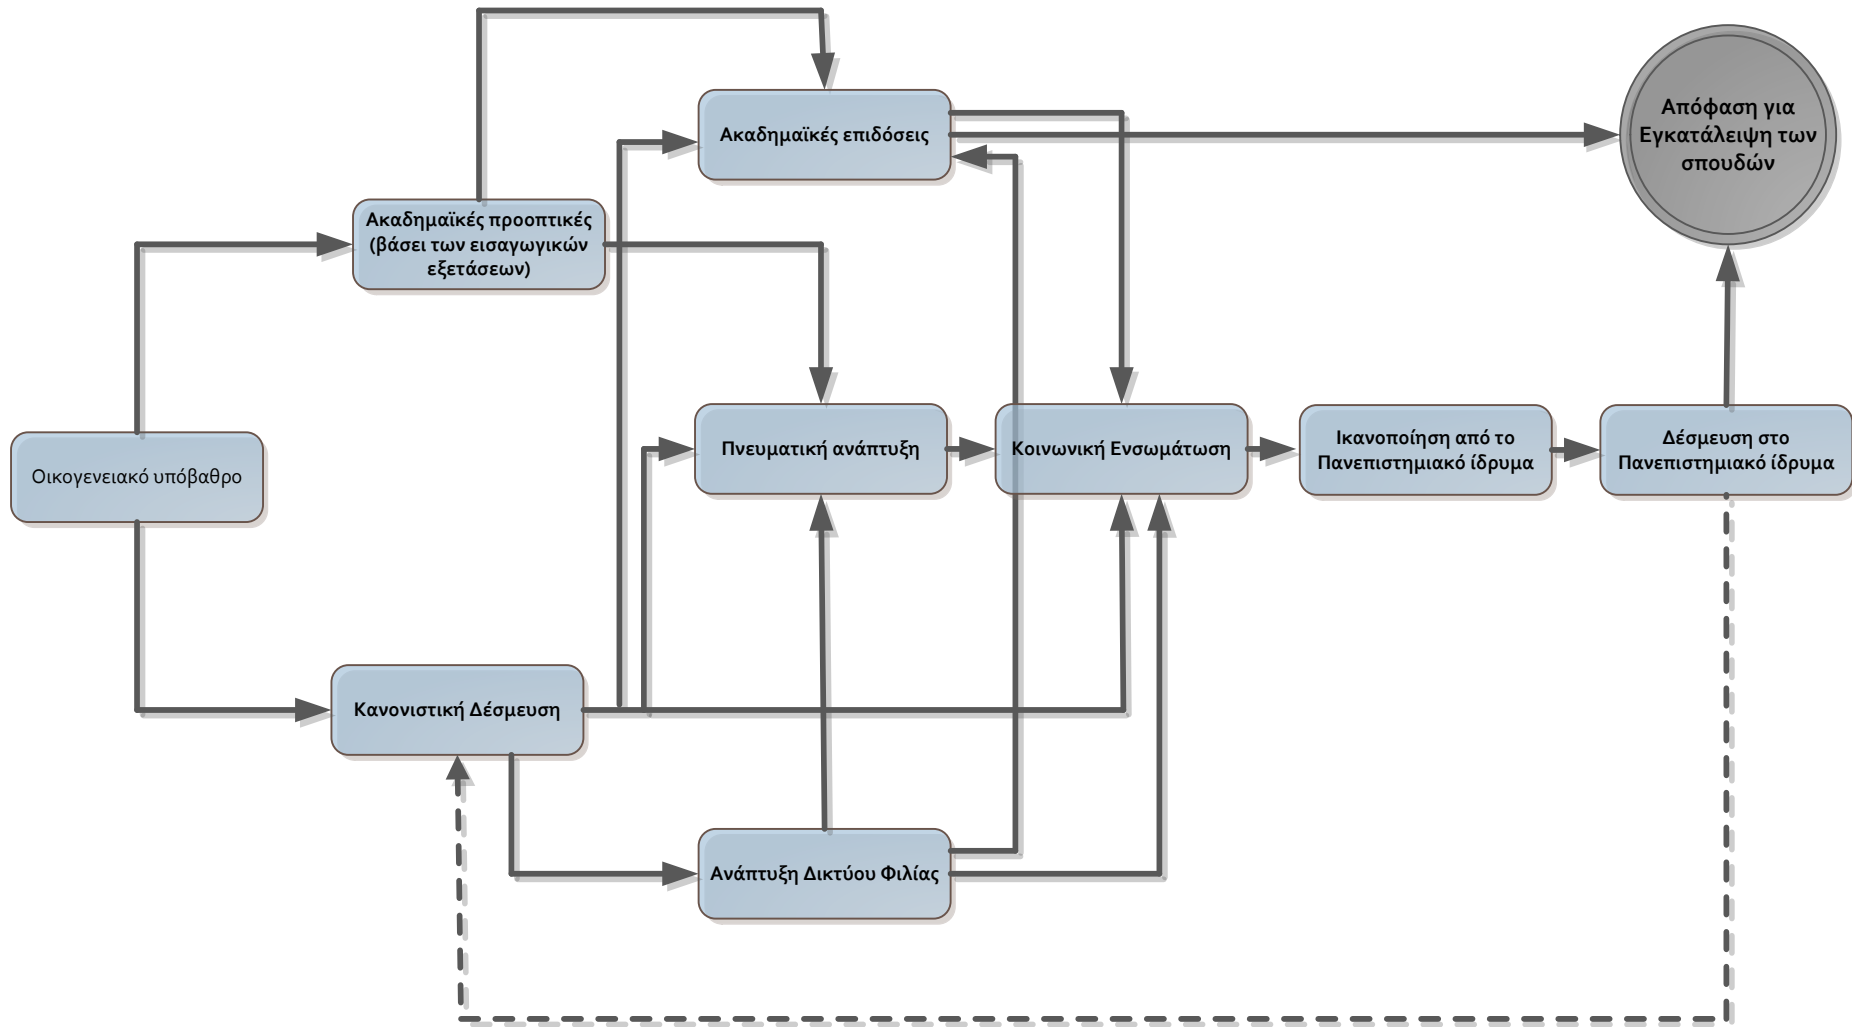 Ακαδημαϊκές επιδόσεις
Απόφαση για
Εγκατάλειψη των
σπουδών
Ακαδημαϊκές προοπτικές
(βάσει των εισαγωγικών
εξετάσεων)
Οικογενειακό υπόβαθρο
Πνευματική ανάπτυξη
Κοινωνική Ενσωμάτωση
Ικανοποίηση από το
Πανεπιστημιακό ίδρυμα
Δέσμευση στο
Πανεπιστημιακό ίδρυμα
Κανονιστική Δέσμευση
Ανάπτυξη Δικτύου Φιλίας